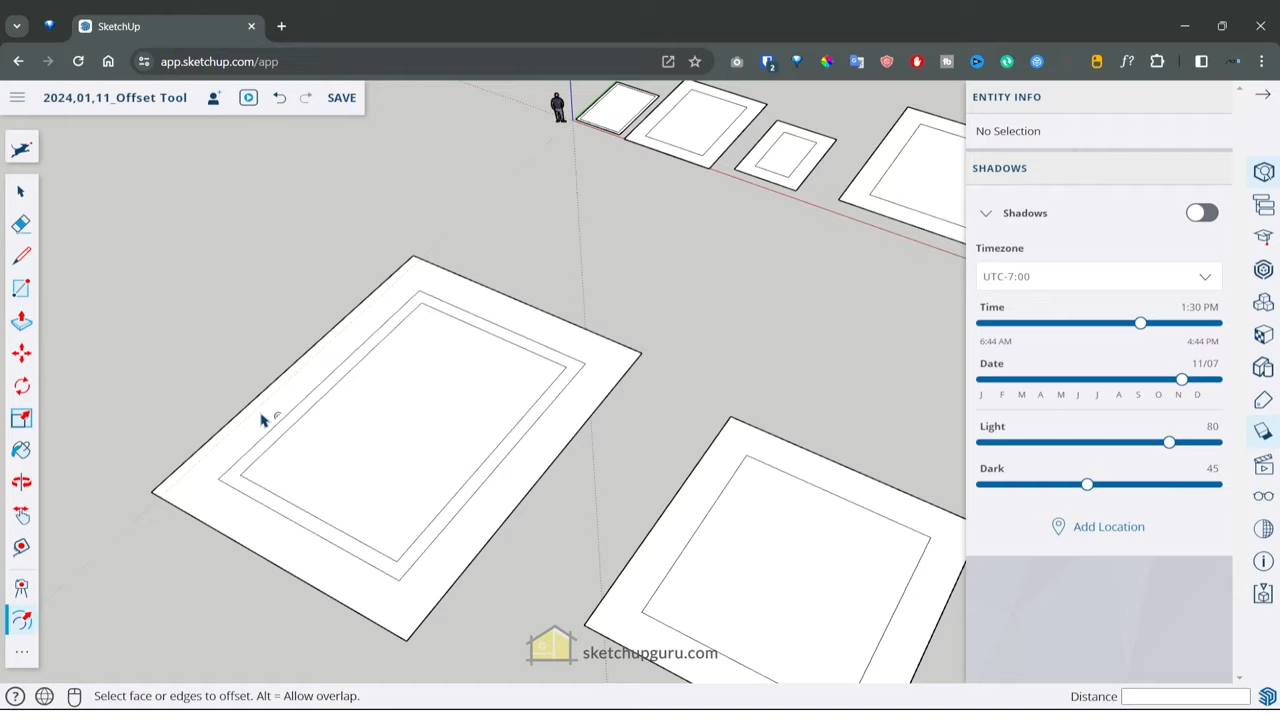 SketchUp
app.sketchup.com/app
2
f?
2024,01,11_Offset Tool
SAVE
ENTITY INFO
No Selection
SHADOWS
Shadows
Timezone
UTC-7:00
Time
1:30 PM
6:44 AM
4:44 PM
Date
11/07
J F M A M J J A S O N D
Light
80
Dark
45
Add Location
sketchupguru.com
Select face or edges to offset. Alt = Allow overlap.
Distance